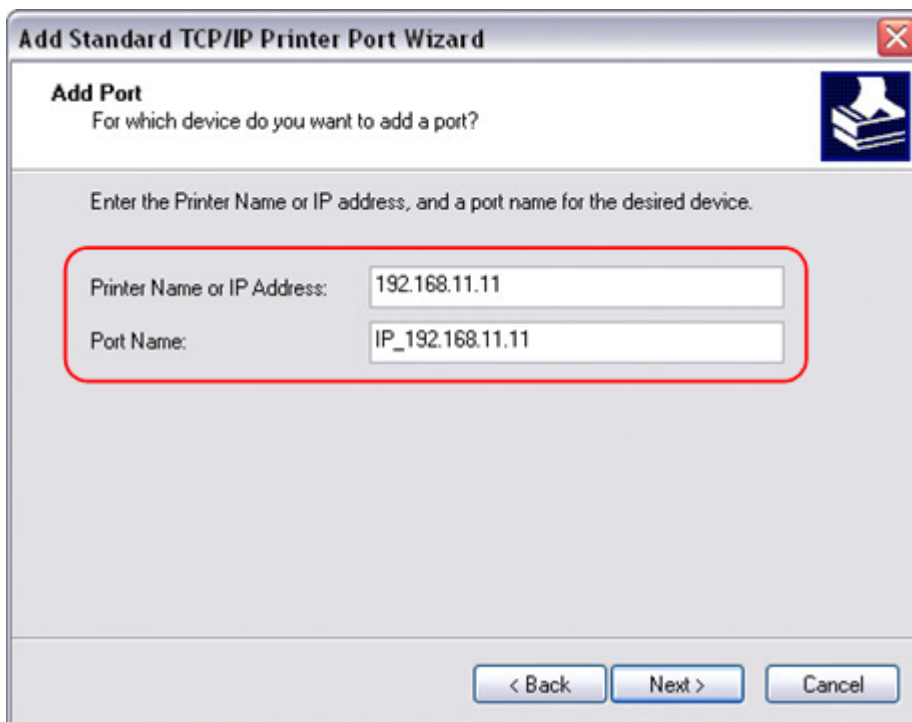 Add Standard TCP/IP Printer Port Wizard
Add Port
For which device do you want to add a port?
Enter the Printer Name or IP address, and a port name for the desired device.
Printer Name or IP Address: 192.168.11.11
Port Name: IP_192.168.11.11
< Back Next > Cancel